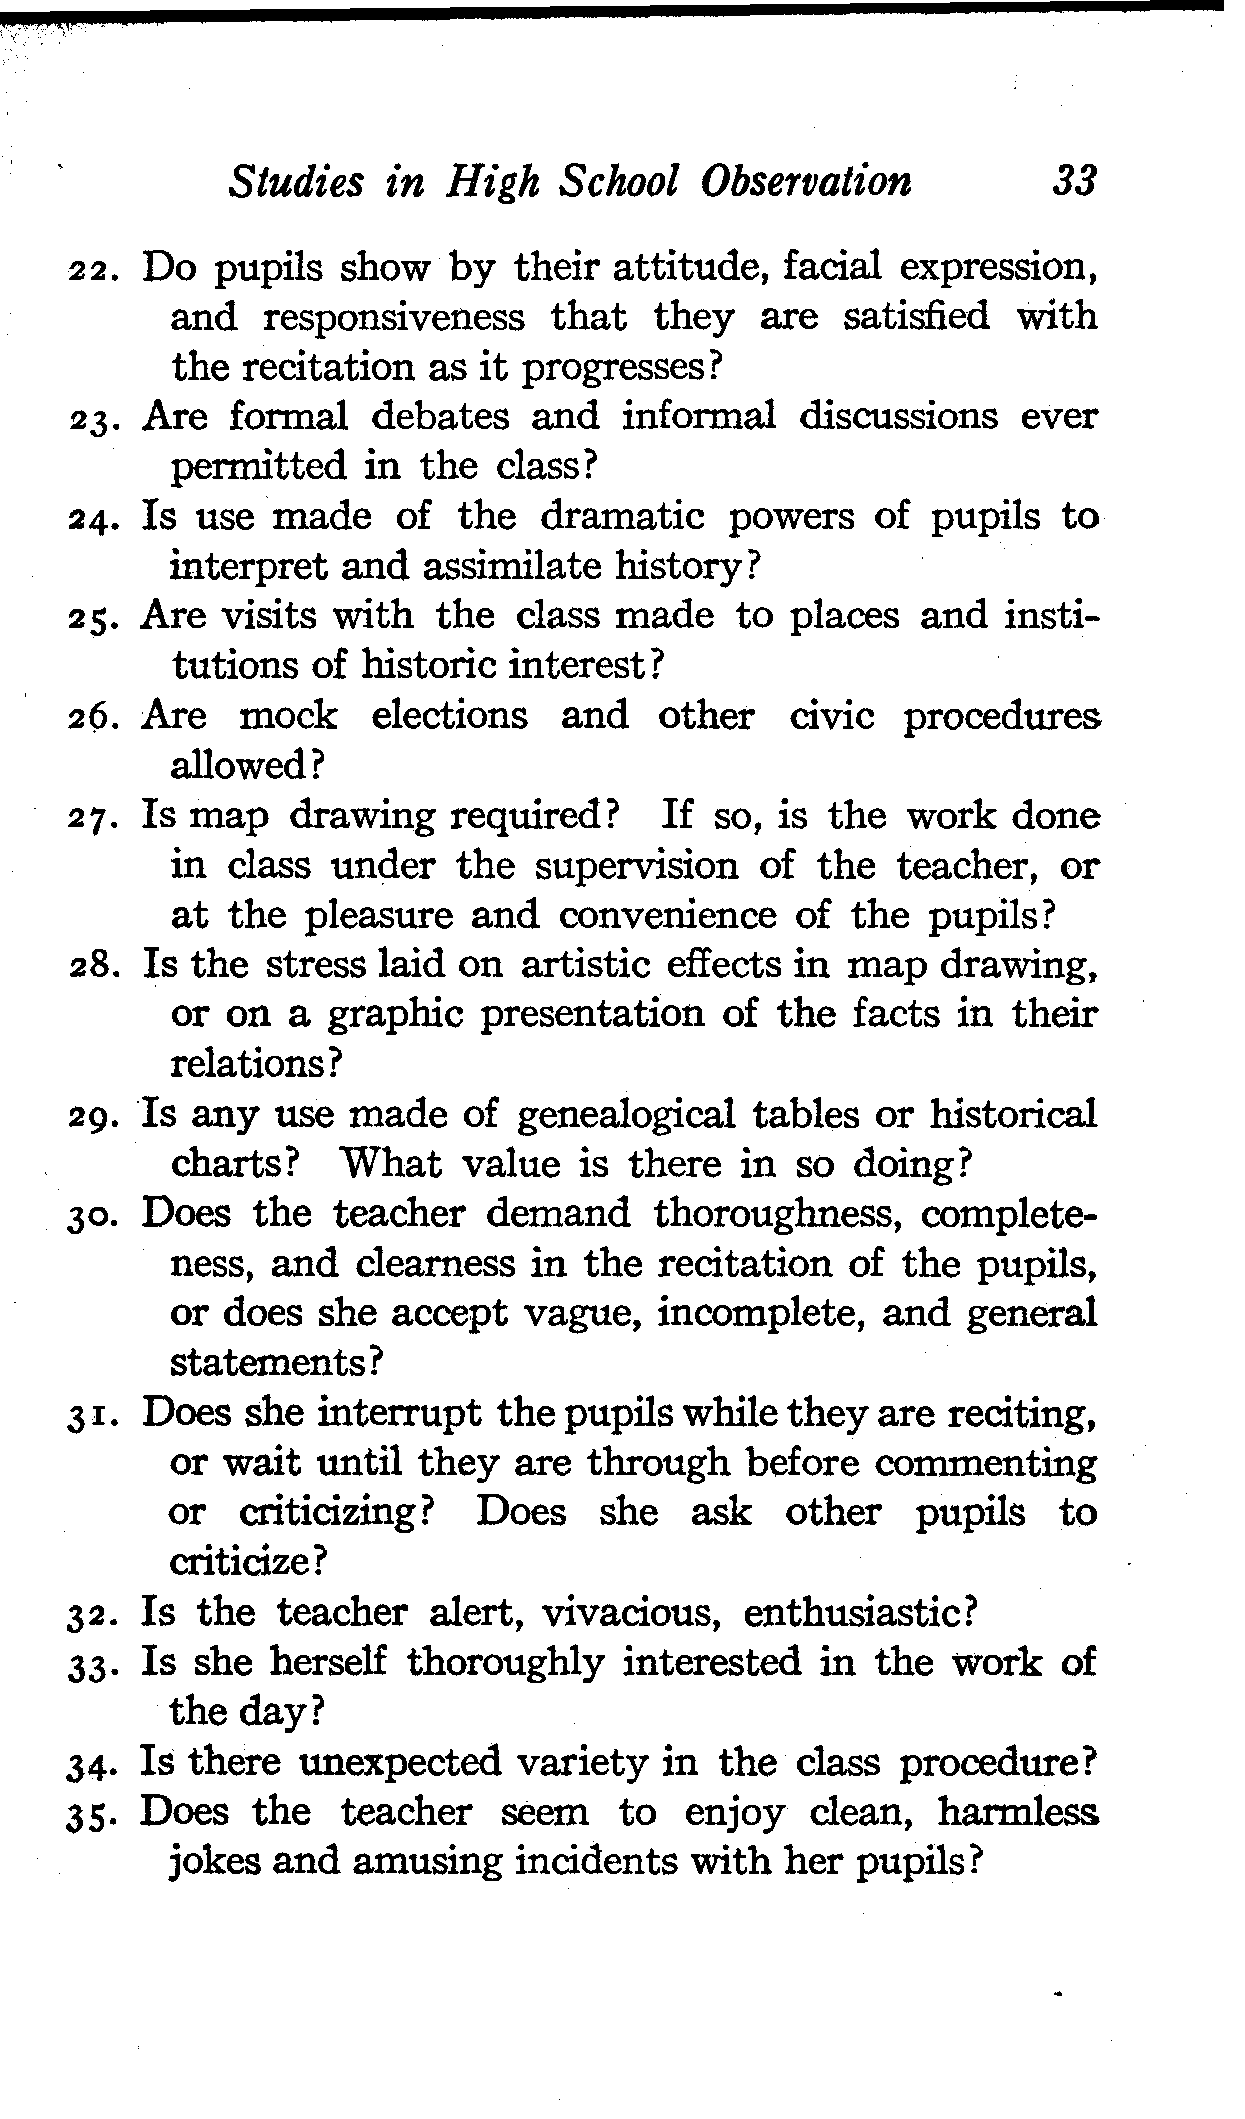 Studies in High School Observation 33
22. Do pupils show by their attitude, facial expression,
and responsiveness that they are satisfied with
the recitation as it progresses?
23. Are formal debates and informal discussions ever
permitted in the class?
24. Is use made of the dramatic powers of pupils to
interpret and assimilate history?
25. Are visits with the class made to places and insti-
tutions of historic interest?
26. Are mock elections and other civic procedures
allowed?
27. Is map drawing required? If so, is the work done
in class under the supervision of the teacher, or
at the pleasure and convenience of the pupils?
28. Is the stress laid on artistic effects in map drawing,
or on a graphic presentation of the facts in their
relations?
29. Is any use made of genealogical tables or historical
charts? What value is there in so doing?
30. Does the teacher demand thoroughness, complete-
ness, and clearness in the recitation of the pupils,
or does she accept vague, incomplete, and general
statements?
31. Does she interrupt the pupils while they are reciting,
or wait until they are through before commenting
or criticizing? Does she ask other pupils to
criticize?
32. Is the teacher alert, vivacious, enthusiastic?
33. Is she herself thoroughly interested in the work of
the day?
34. Is there unexpected variety in the class procedure?
35. Does the teacher seem to enjoy clean, harmless
jokes and amusing incidents with her pupils?